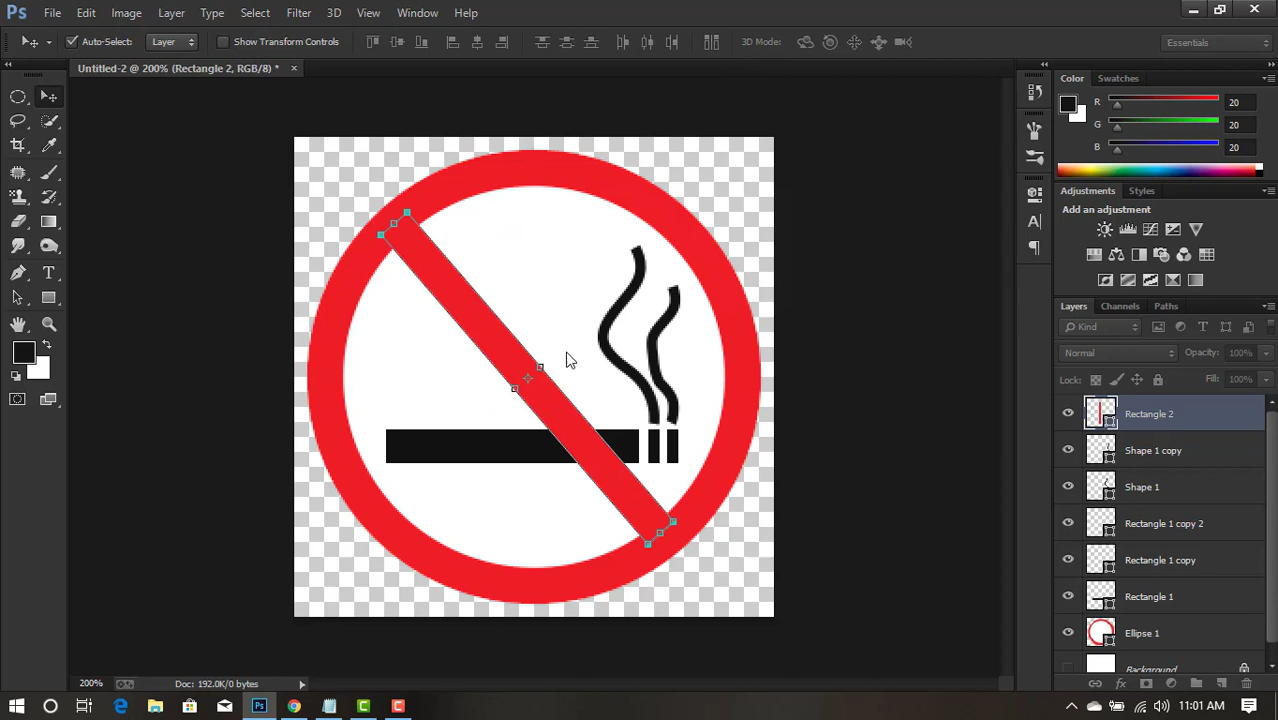 Ps File Edit Image Layer Type Select Filter 3D View Window Help
Auto-Select: Layer Show Transform Controls 3D Mode: Essentials
Untitled-2 @ 200% (Rectangle 2, RGB/8) * ×
Color Swatches
R 20
G 20
B 20
Adjustments Styles
Add an adjustment
Layers Channels Paths
Kind
Normal Opacity: 100%
Lock: Fill: 100%
Rectangle 2
Shape 1 copy
Shape 1
Rectangle 1 copy 2
Rectangle 1 copy
Rectangle 1
Ellipse 1
Background
200% Doc: 192.0K/0 bytes
11:01 AM